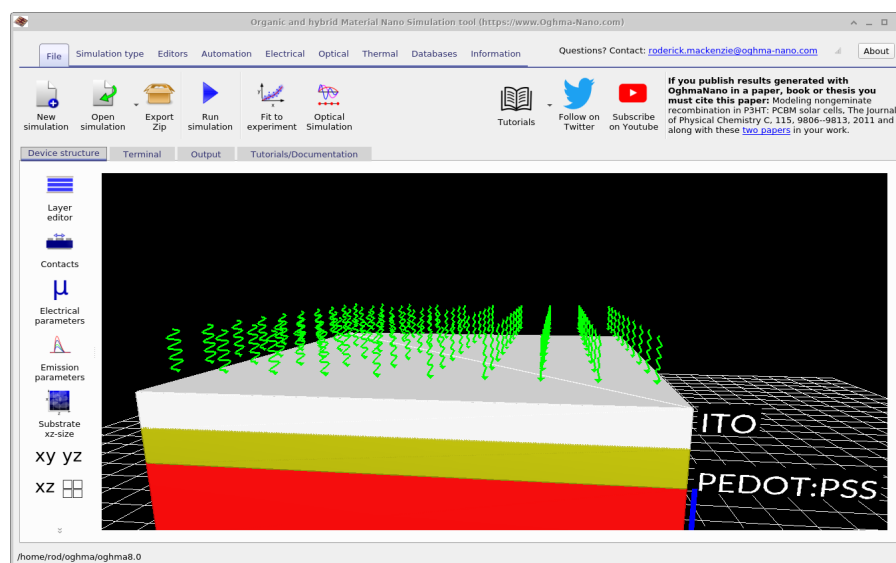 Organic and hybrid Material Nano Simulation tool (https://www.Oghma-Nano.com)
File Simulation type Editors Automation Electrical Optical Thermal Databases Information
Questions? Contact: roderick.mackenzie@oghma-nano.com
About
New
simulation
Open
simulation
Export
Zip
Run
simulation
Fit to
experiment
Optical
Simulation
Tutorials
Follow on
Twitter
Subscribe
on Youtube
If you publish results generated with
OghmaNano in a paper, book or thesis you
must cite this paper: Modeling nongeminate
recombination in P3HT: PCBM solar cells, The Journal
of Physical Chemistry C, 115, 9806--9813, 2011 and
along with these two papers in your work.
Device structure Terminal Output Tutorials/Documentation
Layer
editor
Contacts
μ
Electrical
parameters
Emission
parameters
Substrate
xz-size
xy yz
xz
ITO
PEDOT:PSS
/home/rod/oghma/oghma8.0